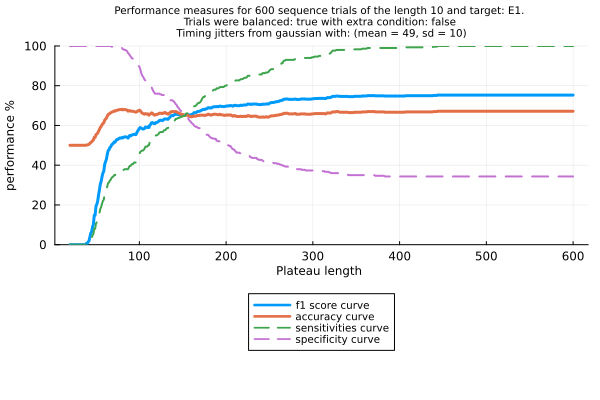 Performance measures for 600 sequence trials of the length 10 and target: E1.
Trials were balanced: true with extra condition: false
Timing jitters from gaussian with: (mean = 49, sd = 10)
100
80
60
40
20
0
performance %
100 200 300 400 500 600
Plateau length
f1 score curve
accuracy curve
sensitivities curve
specificity curve